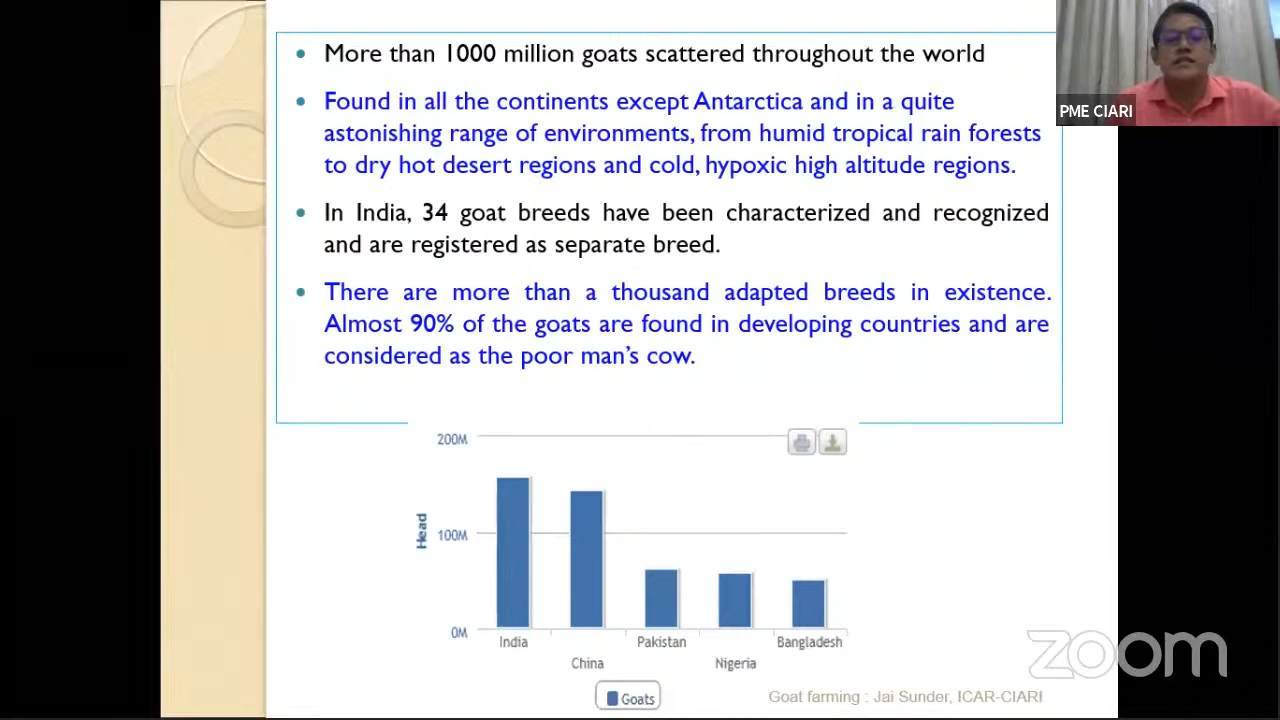 More than 1000 million goats scattered throughout the world
Found in all the continents except Antarctica and in a quite
astonishing range of environments, from humid tropical rain forests
to dry hot desert regions and cold, hypoxic high altitude regions.
In India, 34 goat breeds have been characterized and recognized
and are registered as separate breed.
There are more than a thousand adapted breeds in existence.
Almost 90% of the goats are found in developing countries and are
considered as the poor man's cow.
PME CIARI
200M
100M
0M
Head
India
China
Pakistan
Nigeria
Bangladesh
Goats
Goat farming : Jai Sunder, ICAR-CIARI
zoom